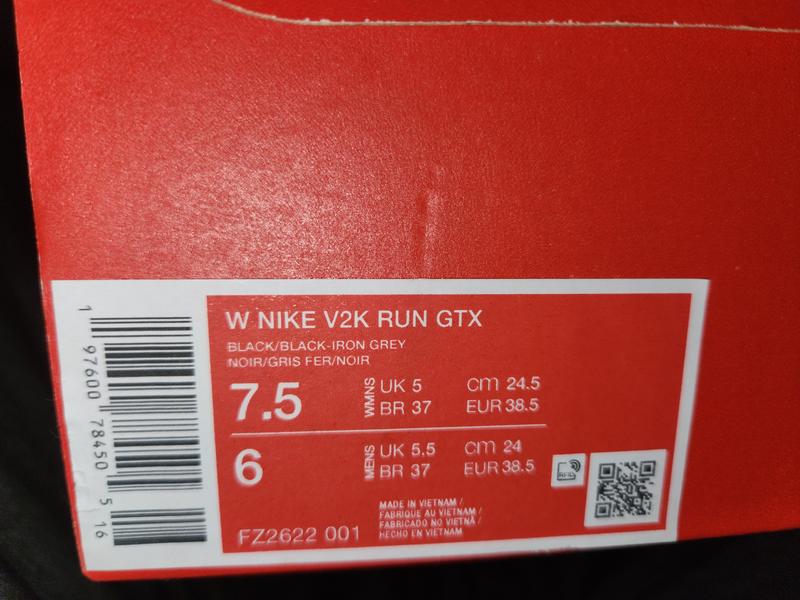 W NIKE V2K RUN GTX
BLACK/BLACK-IRON GREY
NOIR/GRIS FER/NOIR
7.5 WMNS UK 5 cm 24.5
BR 37 EUR 38.5
6 MENS UK 5.5 cm 24
BR 37 EUR 38.5
RFID
FZ2622 001
MADE IN VIETNAM /
FABRIQUE AU VIETNAM /
FABRICADO NO VIETNÃ /
HECHO EN VIETNAM
1 97600 78450 5 16